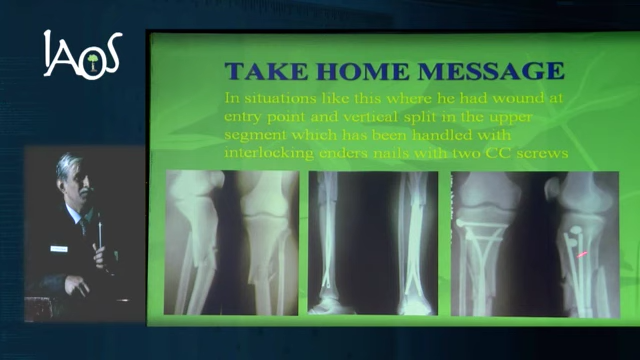 IAOS
TAKE HOME MESSAGE
In situations like this where he had wound at
entry point and vertical split in the upper
segment which has been handled with
interlocking enders nails with two CC screws